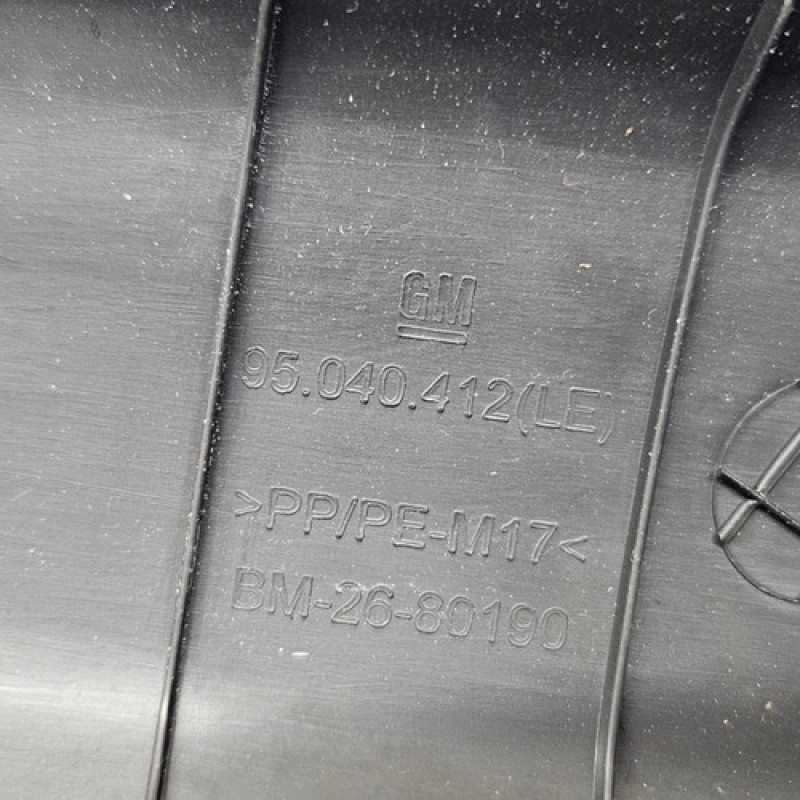 GM
95.040.412(LE)
>PP/PE-M17<
BM-26-80190